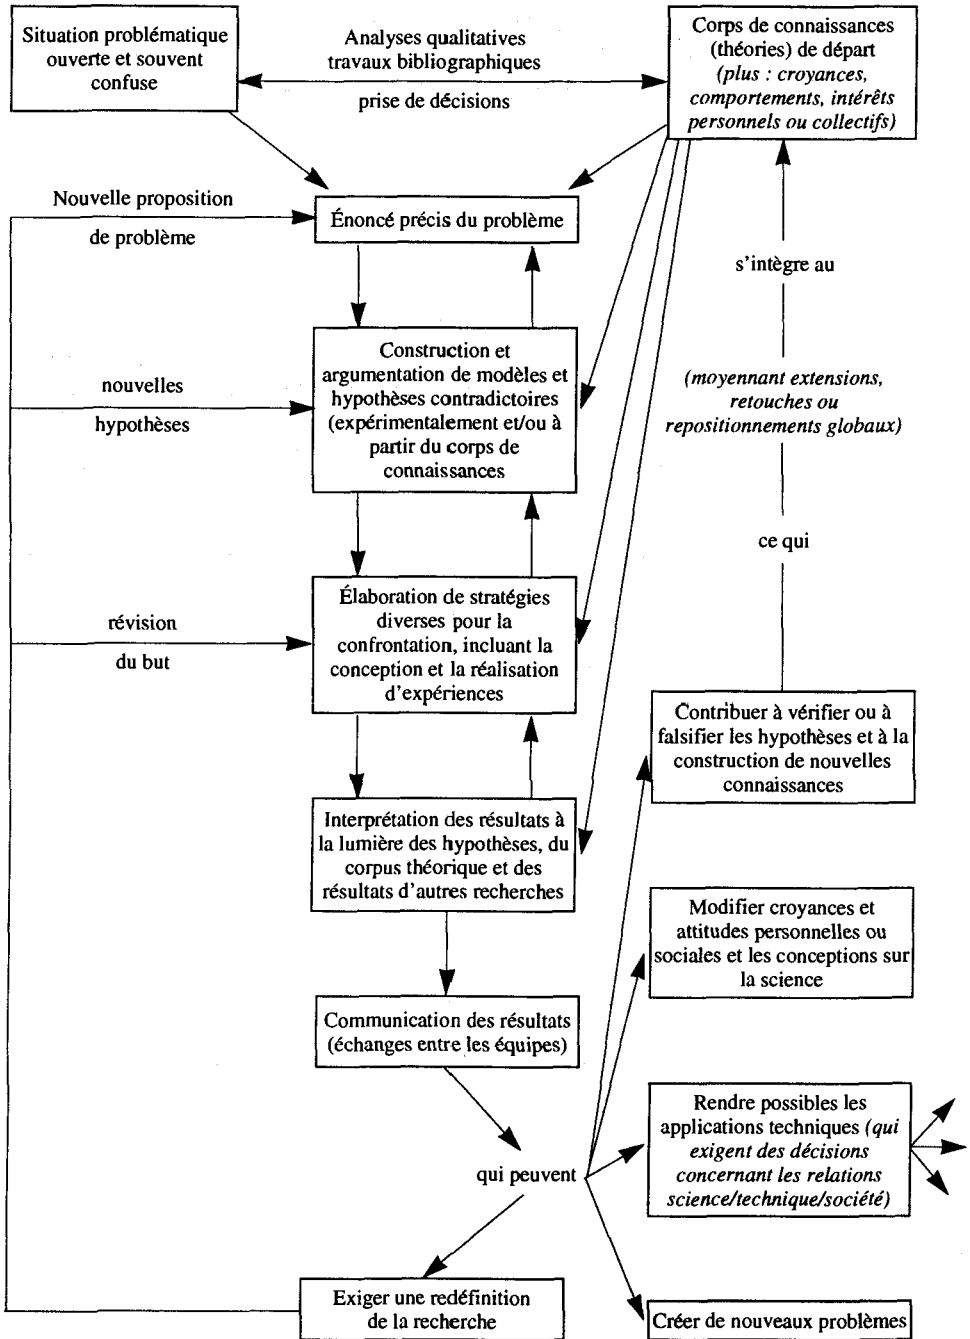 Situation problématique
ouverte et souvent
confuse
Analyses qualitatives
travaux bibliographiques
prise de décisions
Corps de connaissances
(théories) de départ
(plus : croyances,
comportements, intérêts
personnels ou collectifs)
Nouvelle proposition
de problème
Énoncé précis du problème
s'intègre au
Construction et
argumentation de modèles et
hypothèses contradictoires
(expérimentalement et/ou à
partir du corps de
connaissances
nouvelles
hypothèses
(moyennant extensions,
retouches ou
repositionnements globaux)
ce qui
Élaboration de stratégies
diverses pour la
confrontation, incluant la
conception et la réalisation
d'expériences
révision
du but
Contribuer à vérifier ou à
falsifier les hypothèses et à la
construction de nouvelles
connaissances
Interprétation des résultats à
la lumière des hypothèses, du
corpus théorique et des
résultats d'autres recherches
Modifier croyances et
attitudes personnelles ou
sociales et les conceptions sur
la science
Communication des résultats
(échanges entre les équipes)
Rendre possibles les
applications techniques (qui
exigent des décisions
concernant les relations
science/technique/société)
qui peuvent
Exiger une redéfinition
de la recherche
Créer de nouveaux problèmes